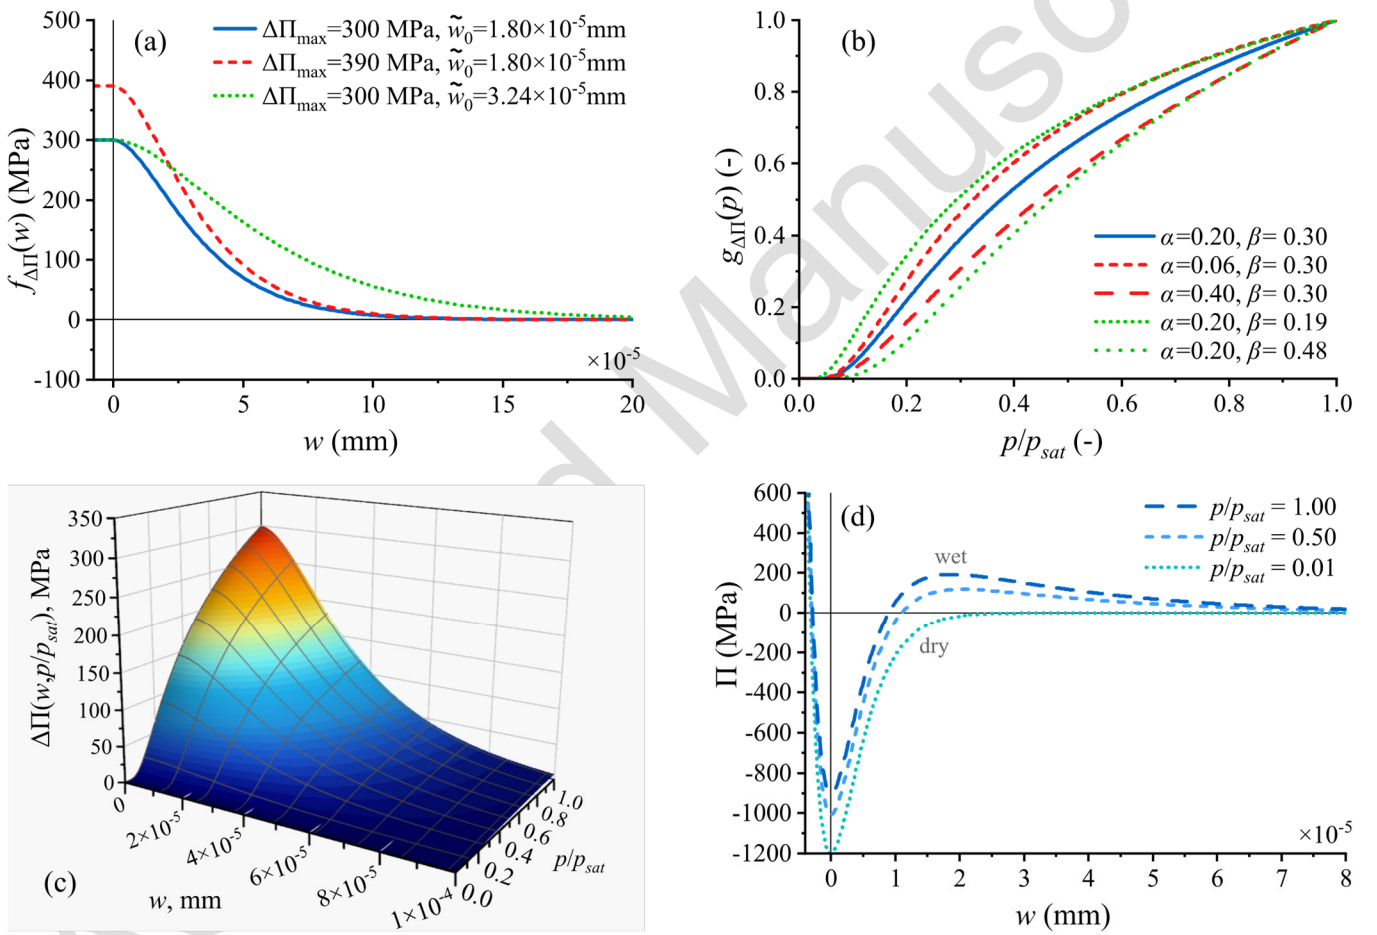 (a)
ΔΠmax=300 MPa, w̃0=1.80×10-5mm
ΔΠmax=390 MPa, w̃0=1.80×10-5mm
ΔΠmax=300 MPa, w̃0=3.24×10-5mm
500
400
300
200
100
0
-100
fΔΠ(w) (MPa)
0
5
10
15
20
×10-5
w (mm)
(b)
1.0
0.8
0.6
0.4
0.2
0.0
gΔΠ(p) (-)
α=0.20, β= 0.30
α=0.06, β= 0.30
α=0.40, β= 0.30
α=0.20, β= 0.19
α=0.20, β= 0.48
0.0
0.2
0.4
0.6
0.8
1.0
p/psat (-)
(c)
350
300
250
200
150
100
50
0
ΔΠ(w,p/psat), MPa
0
2×10-5
4×10-5
6×10-5
8×10-5
1×10-4
w, mm
0.0
0.2
0.4
0.6
0.8
1.0
p/psat
(d)
p/psat = 1.00
p/psat = 0.50
p/psat = 0.01
600
400
200
0
-200
-400
-600
-800
-1000
-1200
Π (MPa)
wet
dry
×10-5
0
1
2
3
4
5
6
7
8
w (mm)